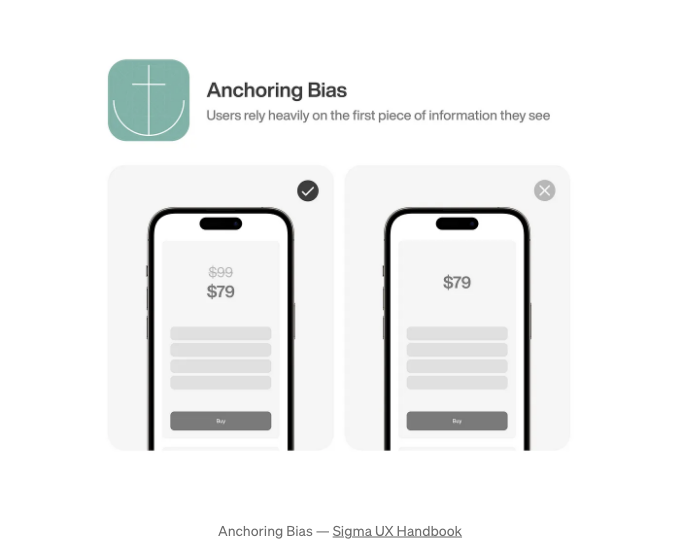 Anchoring Bias
Users rely heavily on the first piece of information they see
$99
$79
Buy
$79
Buy
Anchoring Bias — Sigma UX Handbook